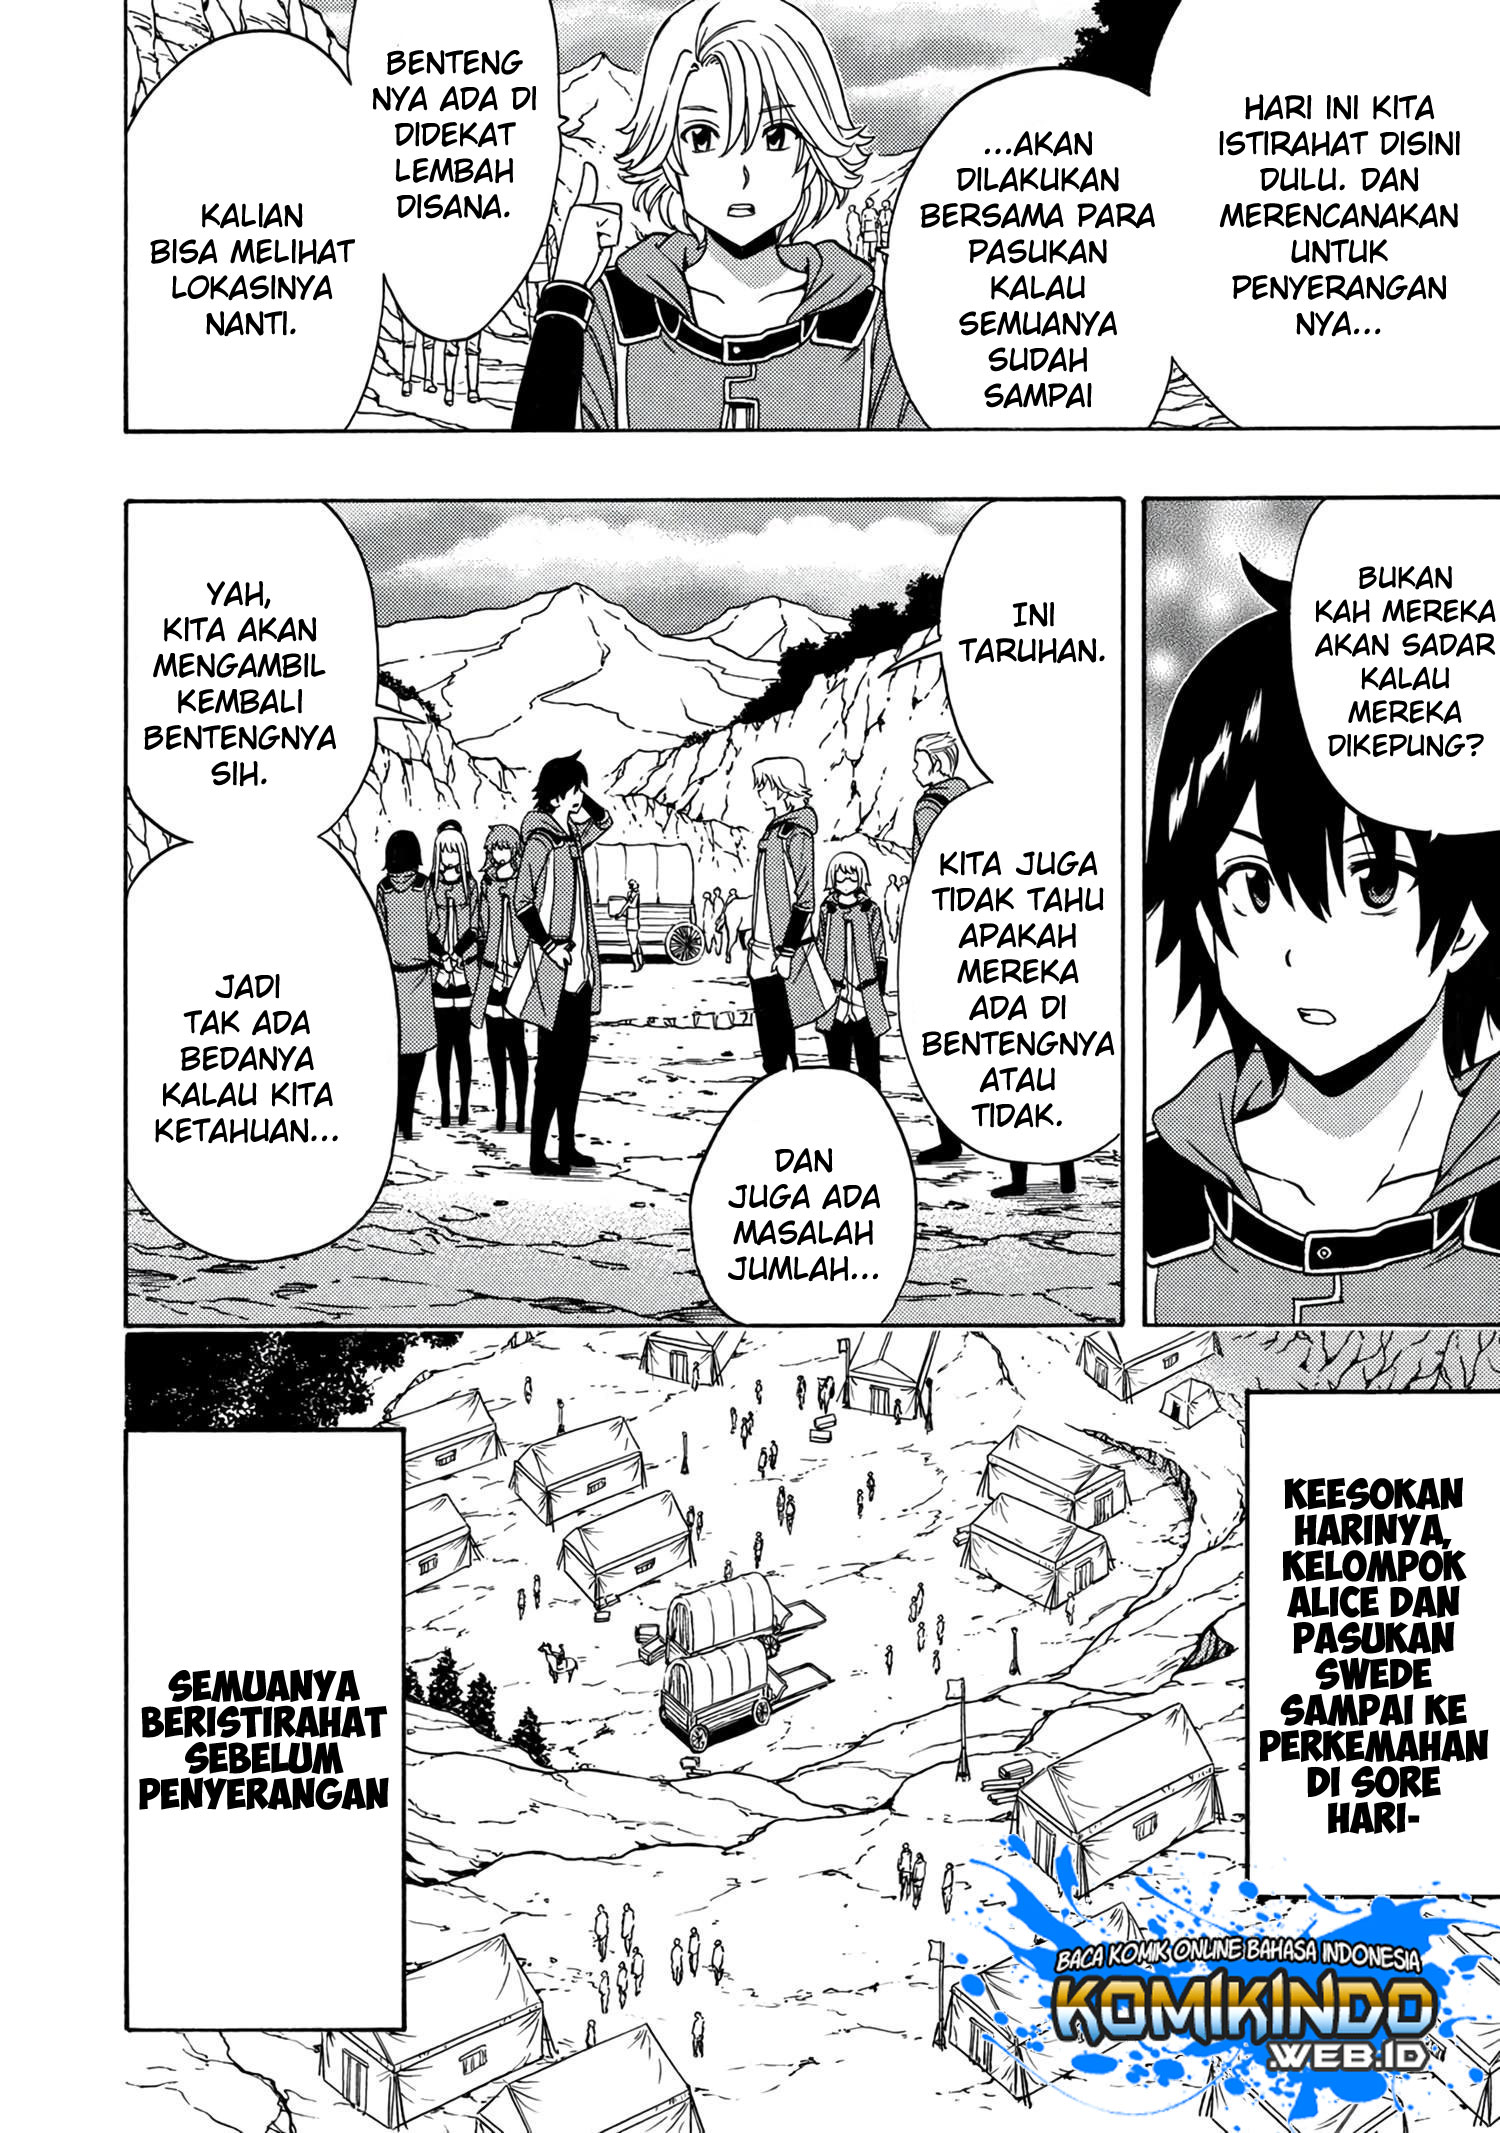 HARI INI KITA
ISTIRAHAT DISINI
DULU. DAN
MERENCANAKAN
UNTUK
PENYERANGAN
NYA...
...AKAN
DILAKUKAN
BERSAMA PARA
PASUKAN
KALAU
SEMUANYA
SUDAH
SAMPAI
BENTENG
NYA ADA DI
DIDEKAT
LEMBAH
DISANA.
KALIAN
BISA MELIHAT
LOKASINYA
NANTI.
BUKAN
KAH MEREKA
AKAN SADAR
KALAU
MEREKA
DIKEPUNG?
INI
TARUHAN.
KITA JUGA
TIDAK TAHU
APAKAH
MEREKA
ADA DI
BENTENGNYA
ATAU
TIDAK.
DAN
JUGA ADA
MASALAH
JUMLAH...
YAH,
KITA AKAN
MENGAMBIL
KEMBALI
BENTENGNYA
SIH.
JADI
TAK ADA
BEDANYA
KALAU KITA
KETAHUAN...
KEESOKAN
HARINYA,
KELOMPOK
ALICE DAN
PASUKAN
SWEDE
SAMPAI KE
PERKEMAHAN
DI SORE
HARI-
SEMUANYA
BERISTIRAHAT
SEBELUM
PENYERANGAN
BACA KOMIK ONLINE BAHASA INDONESIA
KOMIKINDO
.WEB.ID